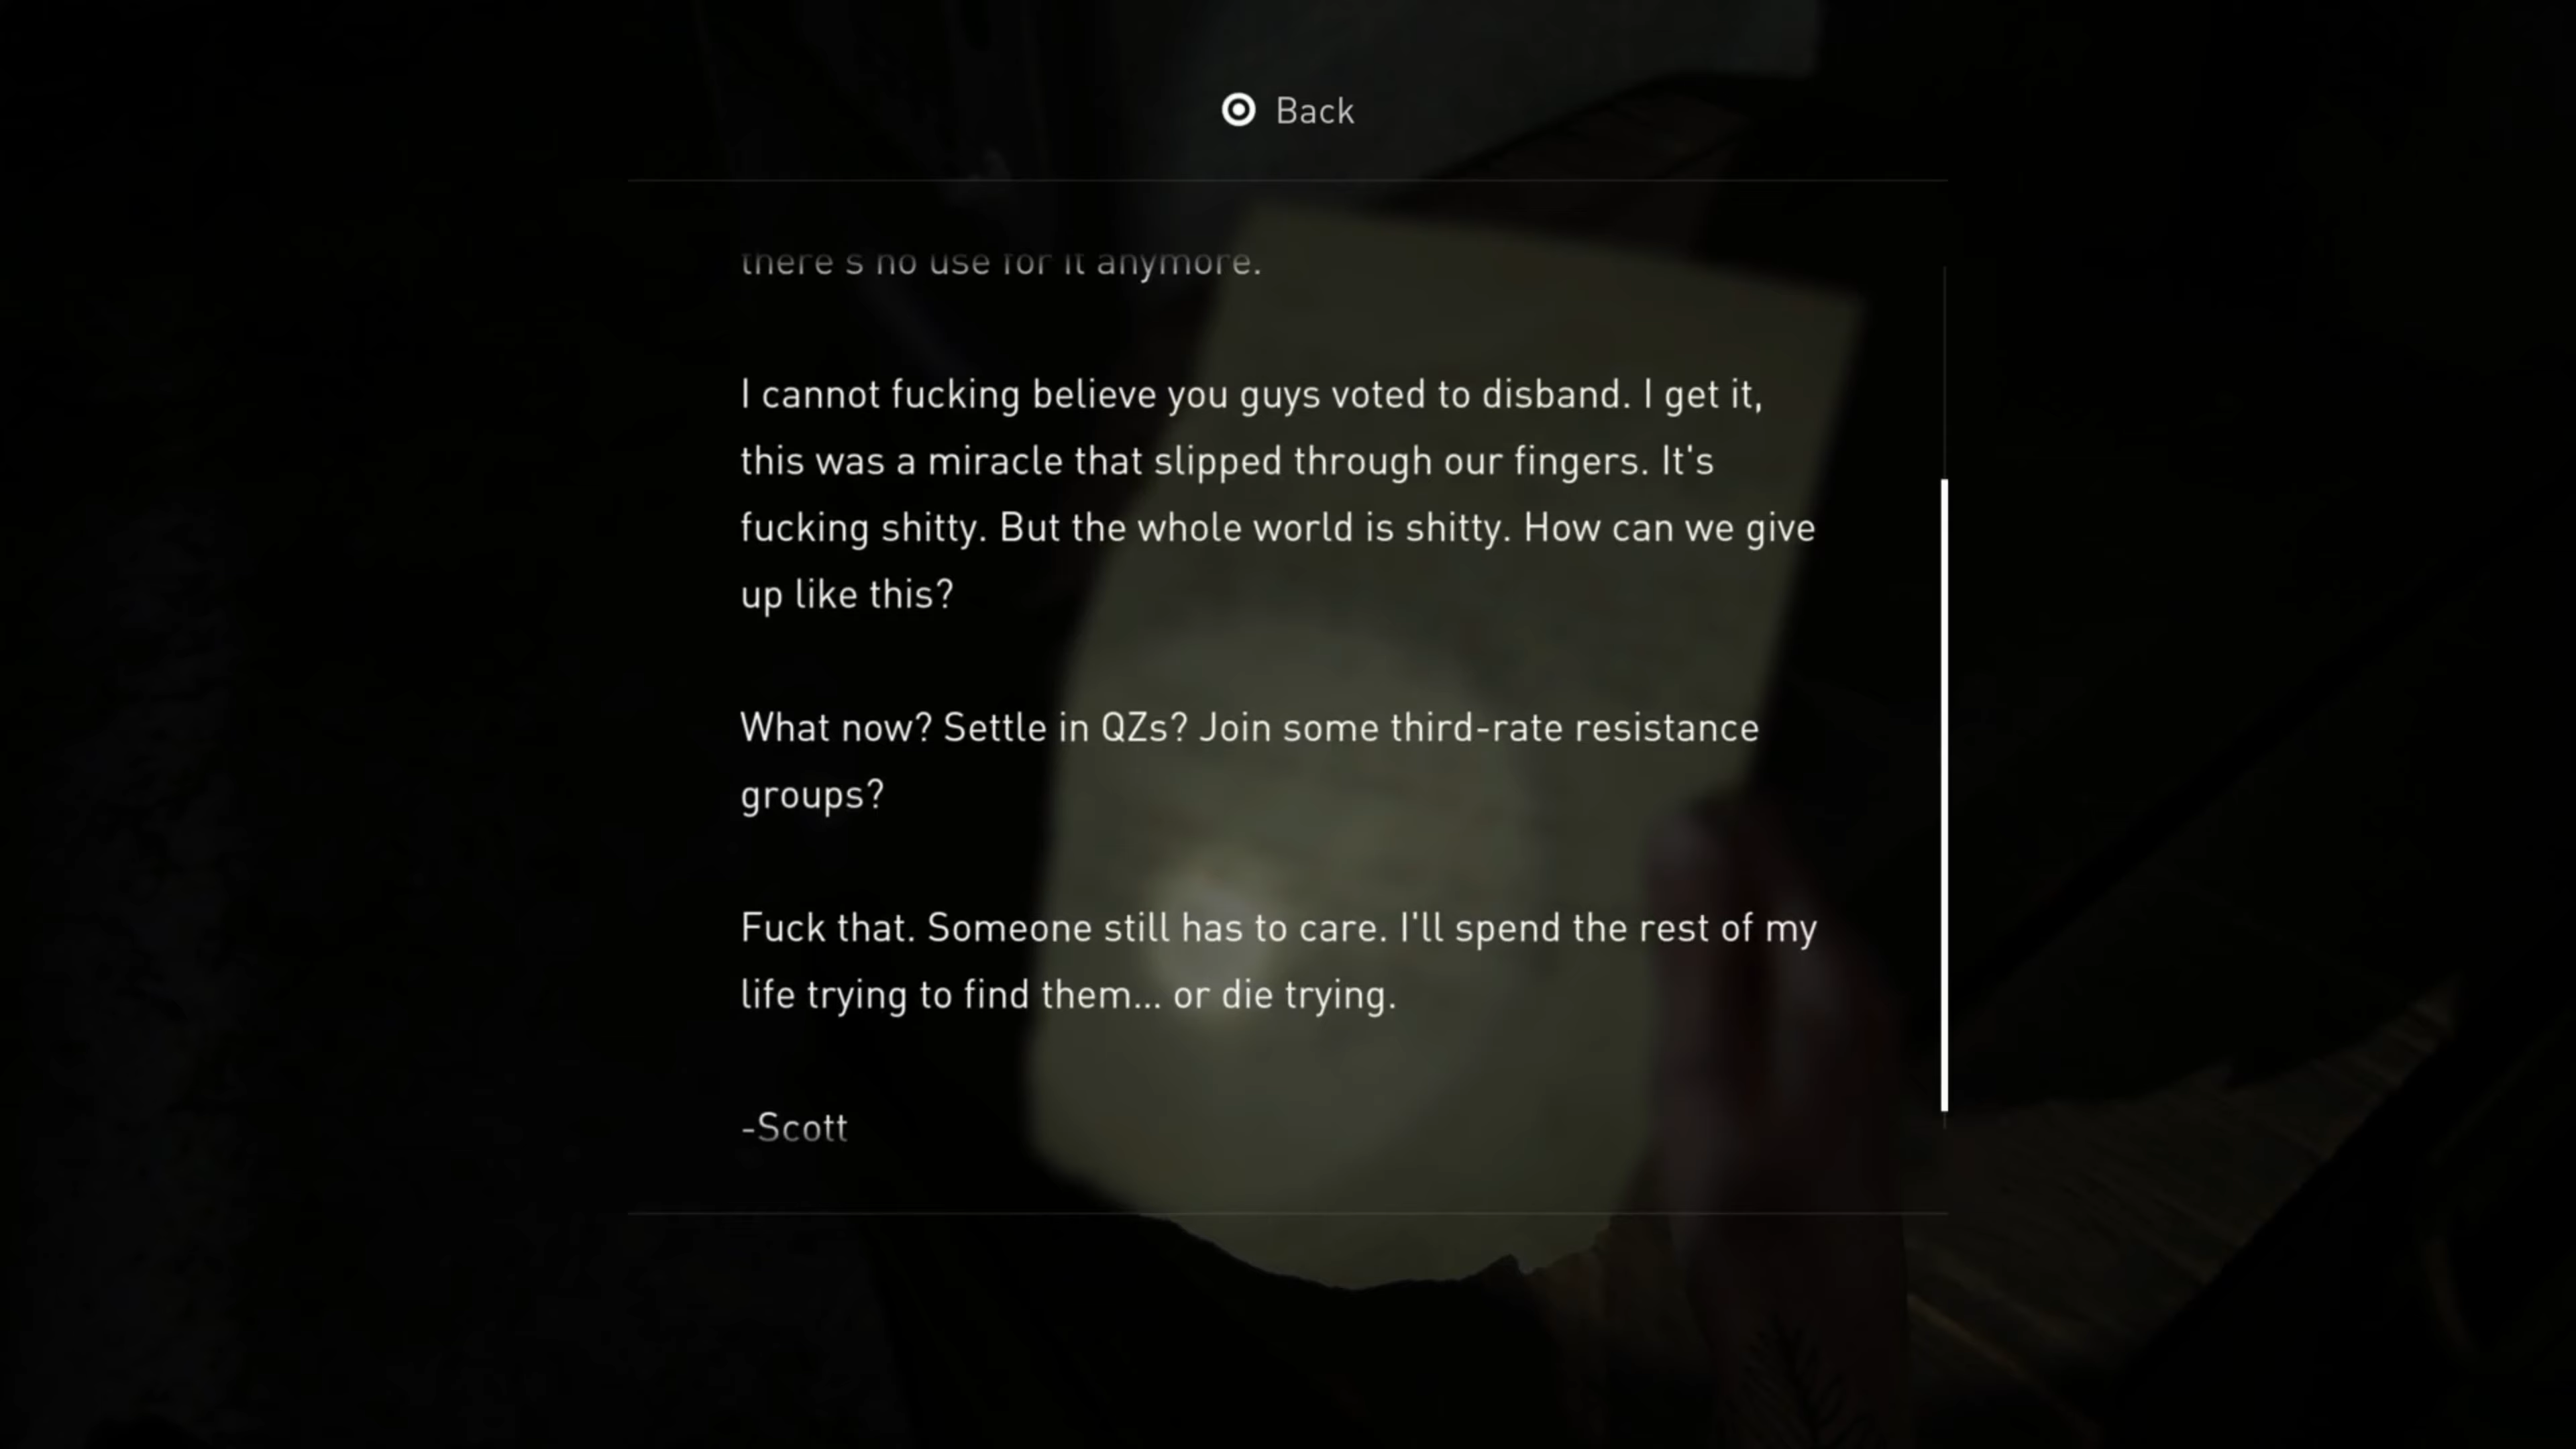 Back
there's no use for it anymore.
I cannot fucking believe you guys voted to disband. I get it,
this was a miracle that slipped through our fingers. It's
fucking shitty. But the whole world is shitty. How can we give
up like this?
What now? Settle in QZs? Join some third-rate resistance
groups?
Fuck that. Someone still has to care. I'll spend the rest of my
life trying to find them... or die trying.
-Scott